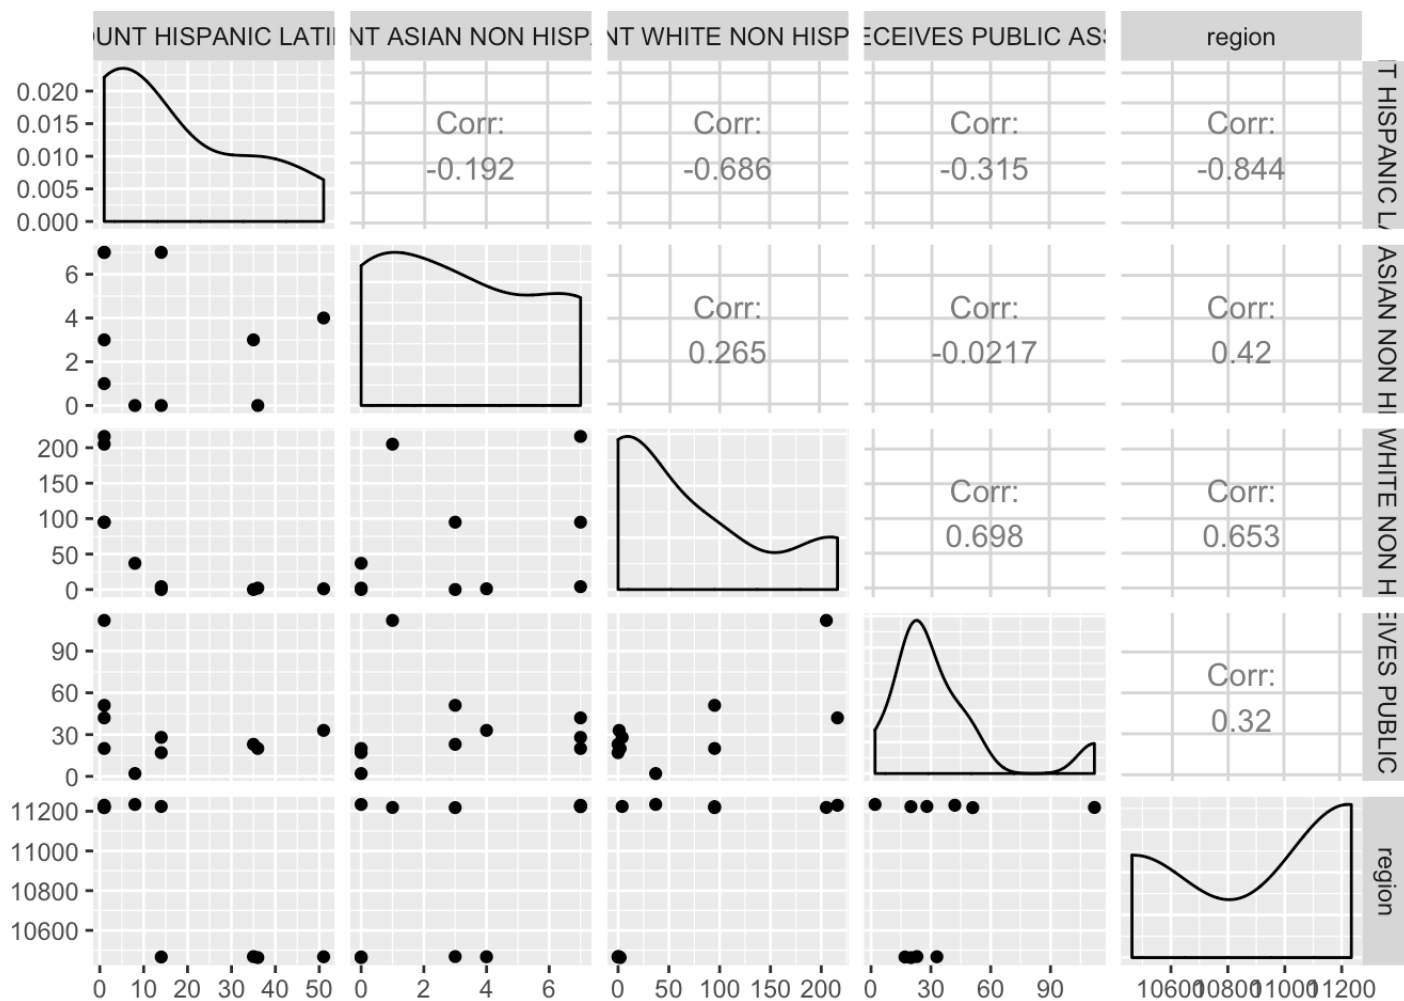 OUNT HISPANIC LATI
NT ASIAN NON HISP
NT WHITE NON HISP
ECEIVES PUBLIC ASS
region
0.020
0.015
0.010
0.005
0.000
Corr:
-0.192
Corr:
-0.686
Corr:
-0.315
Corr:
-0.844
T HISPANIC LA
6
4
2
0
Corr:
0.265
Corr:
-0.0217
Corr:
0.42
ASIAN NON HI
200
150
100
50
0
Corr:
0.698
Corr:
0.653
WHITE NON H
90
60
30
0
Corr:
0.32
EIVES PUBLIC
11200
11000
10800
10600
region
0 10 20 30 40 50
0 2 4 6
0 50 100 150 200
0 30 60 90
10600 10800 11000 11200